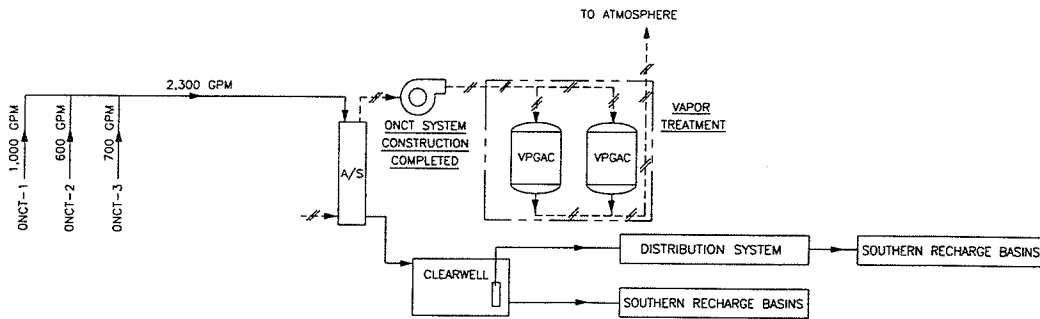 TO ATMOSPHERE
2,300 GPM
1,000 GPM
600 GPM
700 GPM
ONCT-1
ONCT-2
ONCT-3
A/S
ONCT SYSTEM
CONSTRUCTION
COMPLETED
VPGAC
VPGAC
VAPOR
TREATMENT
CLEARWELL
DISTRIBUTION SYSTEM
SOUTHERN RECHARGE BASINS
SOUTHERN RECHARGE BASINS